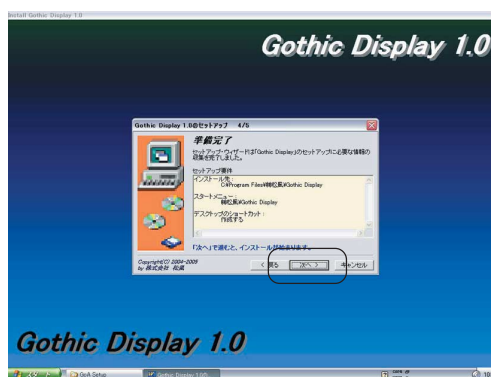 Install Gothic Display 1.0
Gothic Display 1.0
Gothic Display 1.0のセットアップ 4/5
準備完了
セットアップ・ウィザードは「Gothic Display」のセットアップに必要な情報の
収集を完了しました。
セットアップ要件
インストール先：
C:¥Program Files¥㈱松風¥Gothic Display
スタートメニュー：
㈱松風¥Gothic Display
デスクトップのショートカット：
作成する
「次へ」で進むと、インストールが始まります。
Copyright(C) 2004-2009
by 株式会社 松風
< 戻る
次へ >
キャンセル
Gothic Display 1.0
スタート
GoA Setup
Gothic Display 1.0の
10